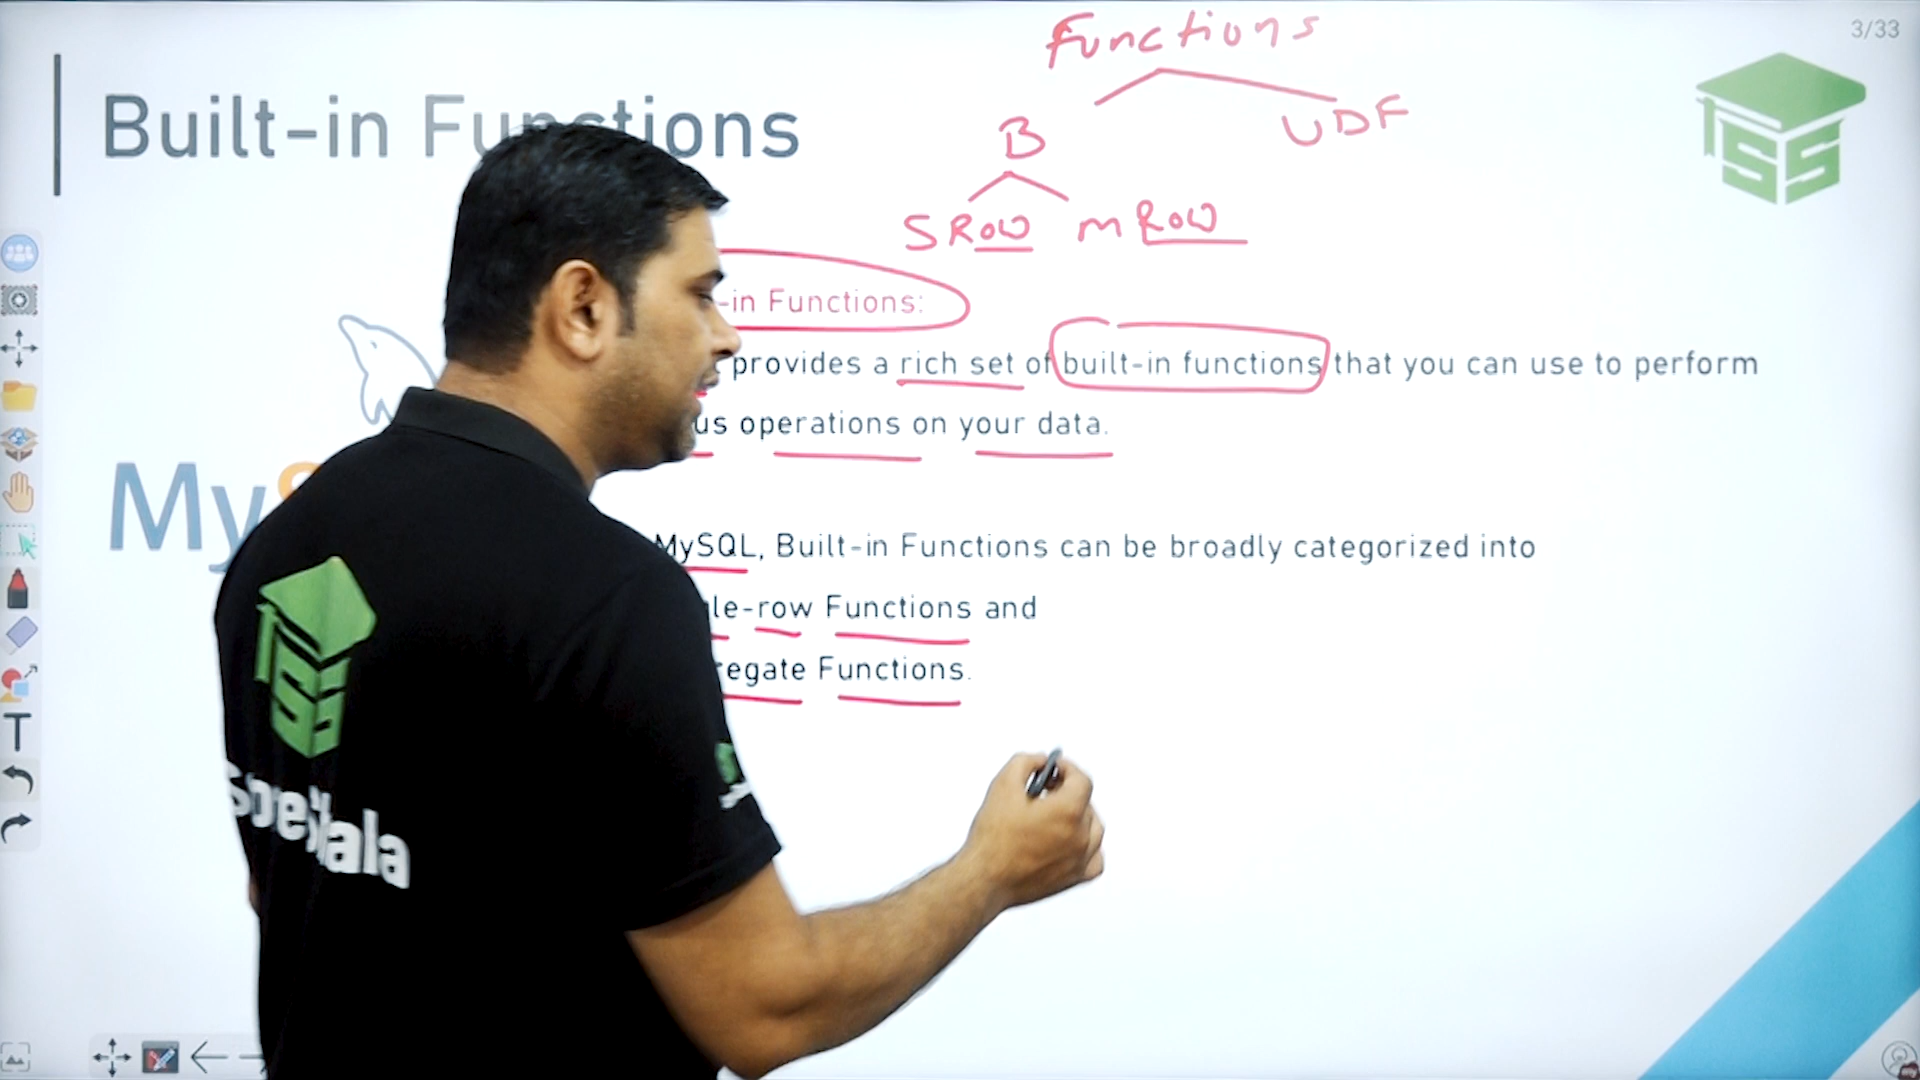 Functions
3/33
Built-in Functions
B UDF
SRow mRow
-in Functions:
provides a rich set of built-in functions that you can use to perform
us operations on your data.
My
MySQL, Built-in Functions can be broadly categorized into
le-row Functions and
regate Functions.
SS
T